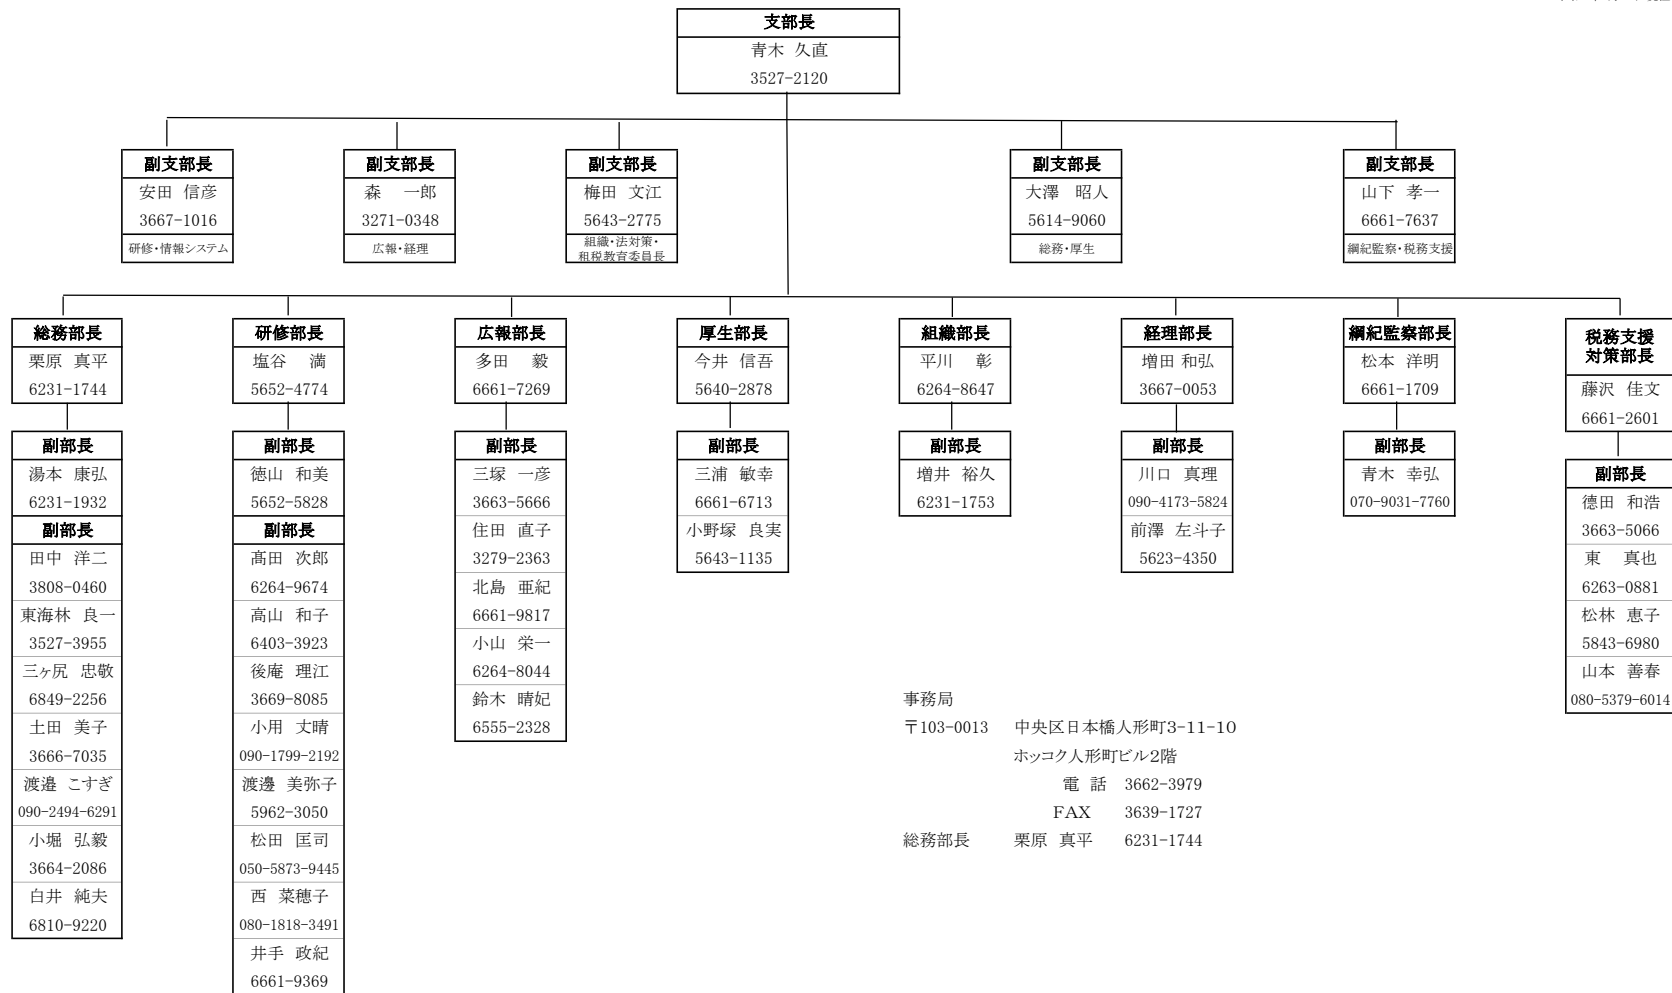 支部長
青木 久直
3527-2120
副支部長
安田 信彦
3667-1016
研修・情報システム
副支部長
森 一郎
3271-0348
広報・経理
副支部長
梅田 文江
5643-2775
組織・法対策・
租税教育委員長
副支部長
大澤 昭人
5614-9060
総務・厚生
副支部長
山下 孝一
6661-7637
綱紀監察・税務支援
総務部長
栗原 真平
6231-1744
副部長
湯本 康弘
6231-1932
副部長
田中 洋二
3808-0460
東海林 良一
3527-3955
三ヶ尻 忠敬
6849-2256
土田 美子
3666-7035
渡邉 こすぎ
090-2494-6291
小堀 弘毅
3664-2086
白井 純夫
6810-9220
研修部長
塩谷 満
5652-4774
副部長
徳山 和美
5652-5828
副部長
髙田 次郎
6264-9674
高山 和子
6403-3923
後庵 理江
3669-8085
小用 丈晴
090-1799-2192
渡邊 美弥子
5962-3050
松田 匡司
050-5873-9445
西 菜穂子
080-1818-3491
井手 政紀
6661-9369
広報部長
多田 毅
6661-7269
副部長
三塚 一彦
3663-5666
住田 直子
3279-2363
北島 亜紀
6661-9817
小山 栄一
6264-8044
鈴木 晴妃
6555-2328
厚生部長
今井 信吾
5640-2878
副部長
三浦 敏幸
6661-6713
小野塚 良実
5643-1135
組織部長
平川 彰
6264-8647
副部長
増井 裕久
6231-1753
経理部長
増田 和弘
3667-0053
副部長
川口 真理
090-4173-5824
前澤 左斗子
5623-4350
綱紀監察部長
松本 洋明
6661-1709
副部長
青木 幸弘
070-9031-7760
税務支援
対策部長
藤沢 佳文
6661-2601
副部長
德田 和浩
3663-5066
東 真也
6263-0881
松林 恵子
5843-6980
山本 善春
080-5379-6014
事務局
〒103-0013 中央区日本橋人形町3-11-10
ホッコク人形町ビル2階
電 話 3662-3979
FAX 3639-1727
総務部長 栗原 真平 6231-1744